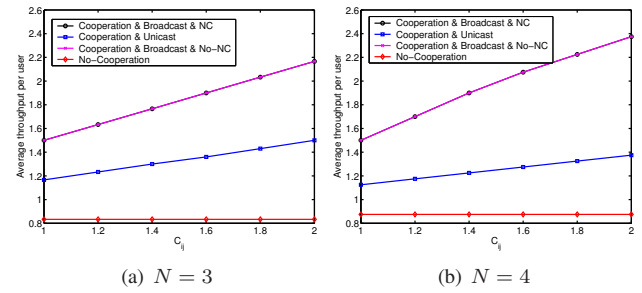 2.6
2.4
2.2
2
1.8
1.6
1.4
1.2
1
0.8
Average throughput per user
Cooperation & Broadcast & NC
Cooperation & Unicast
Cooperation & Broadcast & No−NC
No−Cooperation
1 1.2 1.4 1.6 1.8 2
C_ij
(a) N = 3
2.6
2.4
2.2
2
1.8
1.6
1.4
1.2
1
0.8
Average throughput per user
Cooperation & Broadcast & NC
Cooperation & Unicast
Cooperation & Broadcast & No−NC
No−Cooperation
1 1.2 1.4 1.6 1.8 2
C_ij
(b) N = 4